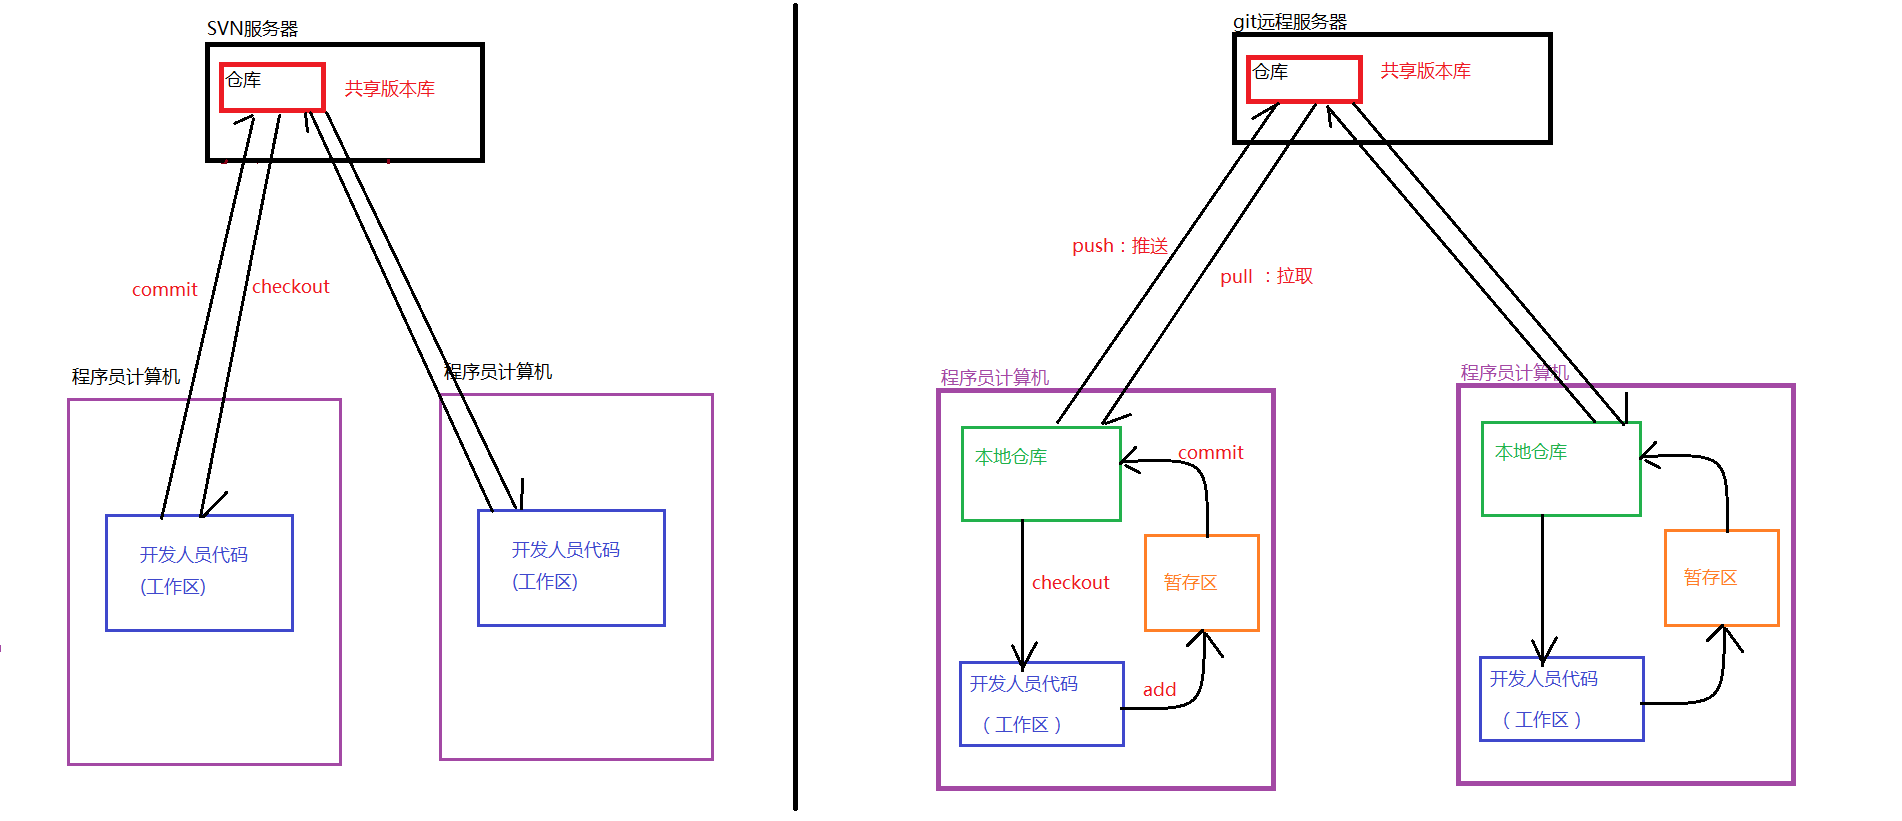 SVN服务器
仓库
共享版本库
commit
checkout
程序员计算机
程序员计算机
开发人员代码
(工作区)
开发人员代码
(工作区)
git远程服务器
仓库
共享版本库
push：推送
pull ：拉取
程序员计算机
本地仓库
commit
checkout
暂存区
开发人员代码
（工作区）
add
程序员计算机
本地仓库
暂存区
开发人员代码
（工作区）